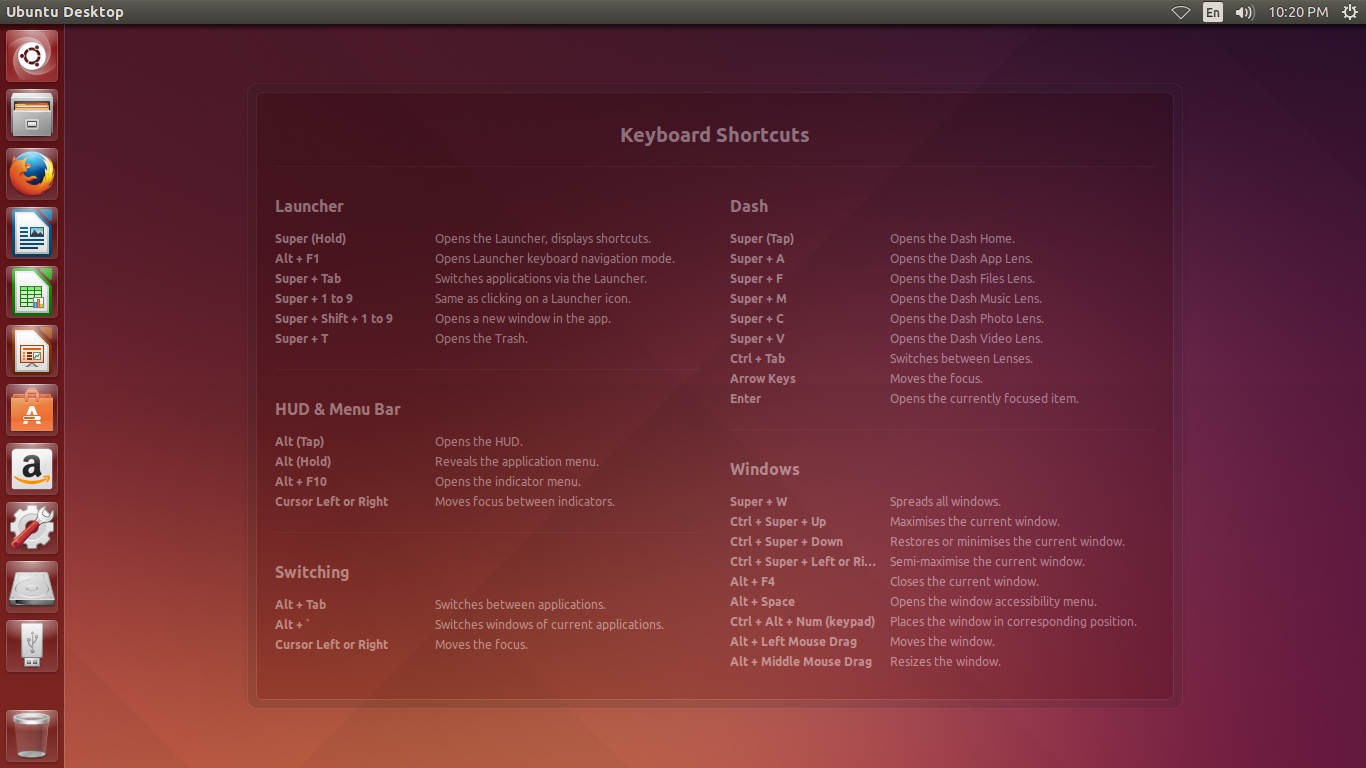 Ubuntu Desktop
En
10:20 PM
Keyboard Shortcuts
Launcher
Super (Hold) Opens the Launcher, displays shortcuts.
Alt + F1 Opens Launcher keyboard navigation mode.
Super + Tab Switches applications via the Launcher.
Super + 1 to 9 Same as clicking on a Launcher icon.
Super + Shift + 1 to 9 Opens a new window in the app.
Super + T Opens the Trash.
HUD & Menu Bar
Alt (Tap) Opens the HUD.
Alt (Hold) Reveals the application menu.
Alt + F10 Opens the indicator menu.
Cursor Left or Right Moves focus between indicators.
Switching
Alt + Tab Switches between applications.
Alt + ` Switches windows of current applications.
Cursor Left or Right Moves the focus.
Dash
Super (Tap) Opens the Dash Home.
Super + A Opens the Dash App Lens.
Super + F Opens the Dash Files Lens.
Super + M Opens the Dash Music Lens.
Super + C Opens the Dash Photo Lens.
Super + V Opens the Dash Video Lens.
Ctrl + Tab Switches between Lenses.
Arrow Keys Moves the focus.
Enter Opens the currently focused item.
Windows
Super + W Spreads all windows.
Ctrl + Super + Up Maximises the current window.
Ctrl + Super + Down Restores or minimises the current window.
Ctrl + Super + Left or Ri... Semi-maximise the current window.
Alt + F4 Closes the current window.
Alt + Space Opens the window accessibility menu.
Ctrl + Alt + Num (keypad) Places the window in corresponding position.
Alt + Left Mouse Drag Moves the window.
Alt + Middle Mouse Drag Resizes the window.